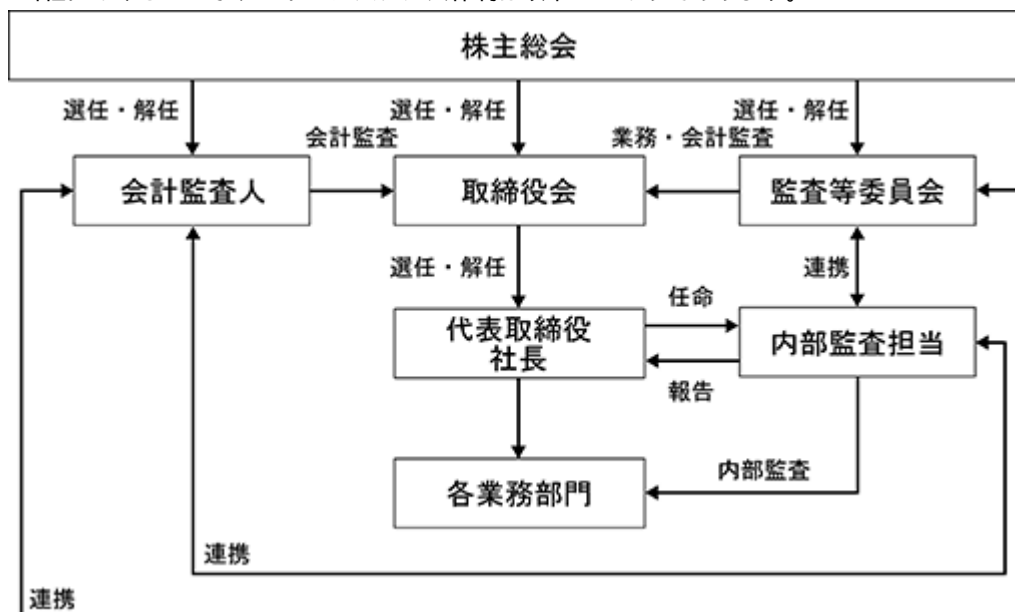 株主総会
選任・解任
選任・解任
選任・解任
会計監査
業務・会計監査
会計監査人
取締役会
監査等委員会
選任・解任
連携
任命
代表取締役
社長
内部監査担当
報告
内部監査
各業務部門
連携
連携